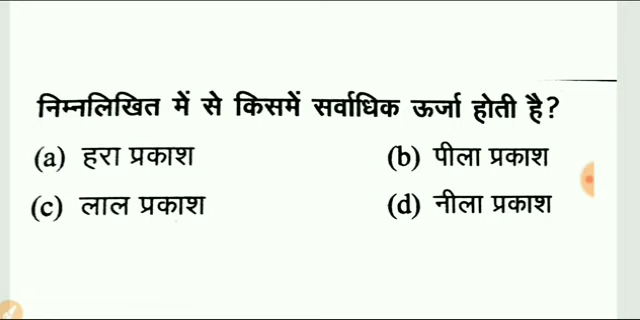 निम्नलिखित में से किसमें सर्वाधिक ऊर्जा होती है?
(a) हरा प्रकाश (b) पीला प्रकाश
(c) लाल प्रकाश (d) नीला प्रकाश